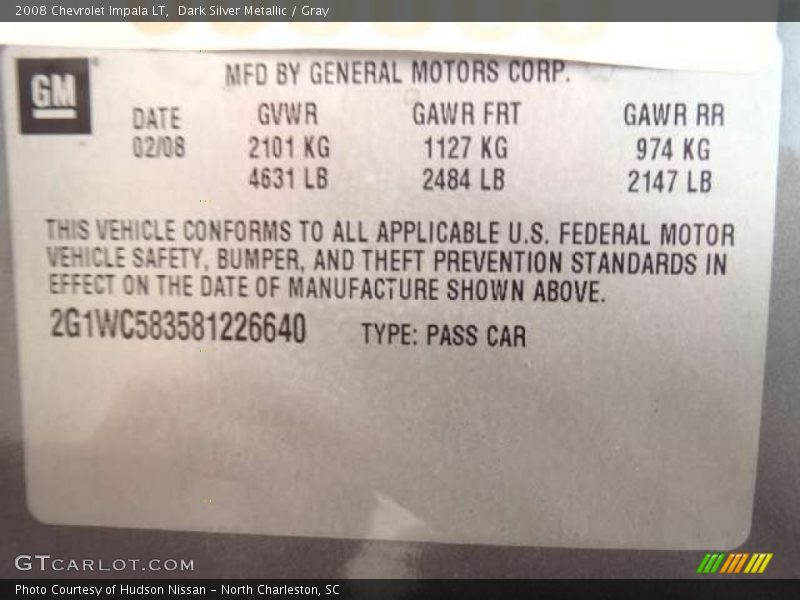 2008 Chevrolet Impala LT,  Dark Silver Metallic / Gray
GM
MFD BY GENERAL MOTORS CORP.
DATE GVWR GAWR FRT GAWR RR
02/08 2101 KG 1127 KG 974 KG
4631 LB 2484 LB 2147 LB
THIS VEHICLE CONFORMS TO ALL APPLICABLE U.S. FEDERAL MOTOR
VEHICLE SAFETY, BUMPER, AND THEFT PREVENTION STANDARDS IN
EFFECT ON THE DATE OF MANUFACTURE SHOWN ABOVE.
2G1WC583581226640 TYPE: PASS CAR
GTCARLOT.COM
Photo Courtesy of Hudson Nissan - North Charleston, SC